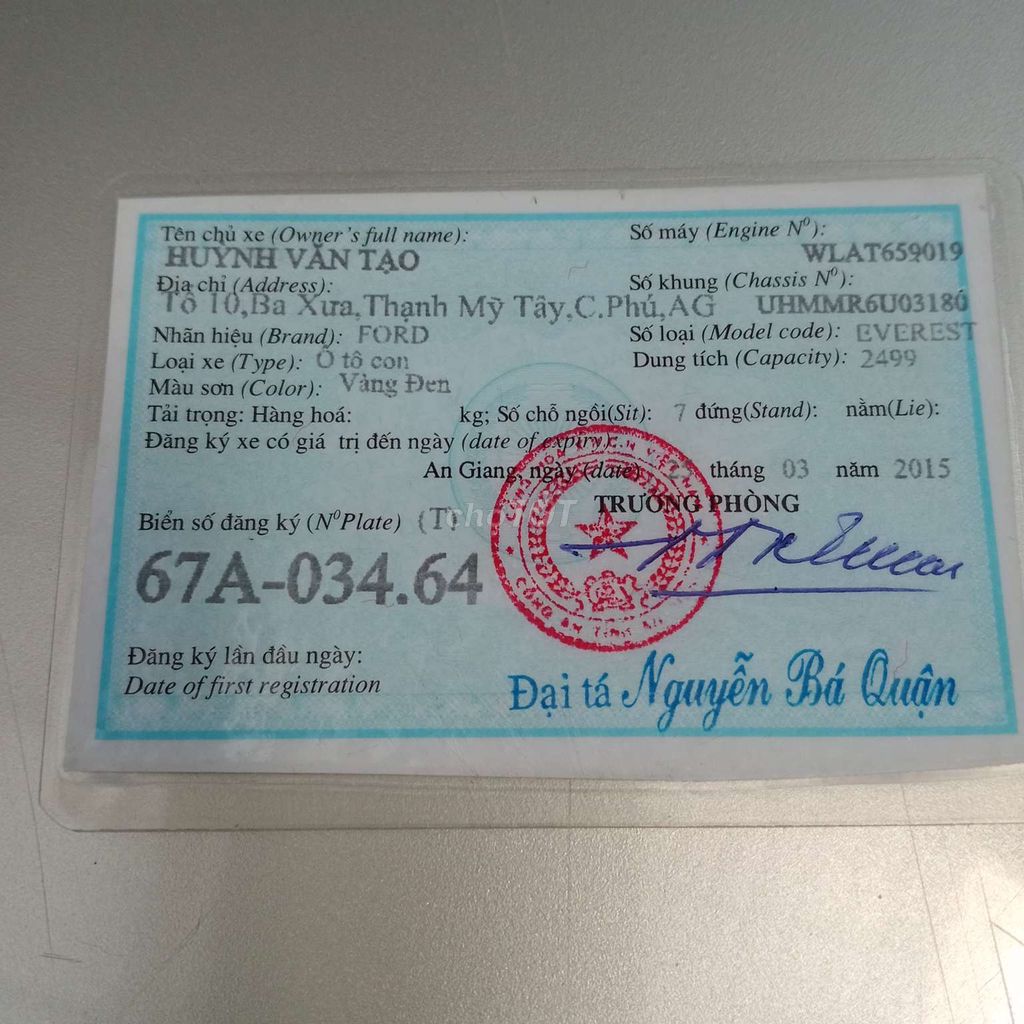 Tên chủ xe (Owner's full name):
HUỲNH VĂN TẠO
Số máy (Engine Nº):
WLAT659019
Địa chỉ (Address):
Tổ 10,Ba Xưa,Thạnh Mỹ Tây,C.Phú,AG
Số khung (Chassis Nº):
UHMMR6U03180
Nhãn hiệu (Brand): FORD
Số loại (Model code): EVEREST
Loại xe (Type): Ô tô con
Dung tích (Capacity): 2499
Màu sơn (Color): Vàng Đen
Tải trọng: Hàng hoá: kg; Số chỗ ngồi(Sit): 7 đứng(Stand): nằm(Lie):
Đăng ký xe có giá trị đến ngày (date of expiry):
An Giang, ngày (date) tháng 03 năm 2015
TRƯỞNG PHÒNG
Biển số đăng ký (NºPlate) (T)
chợTỐT
67A-034.64
Đăng ký lần đầu ngày:
Date of first registration
Đại tá Nguyễn Bá Quận